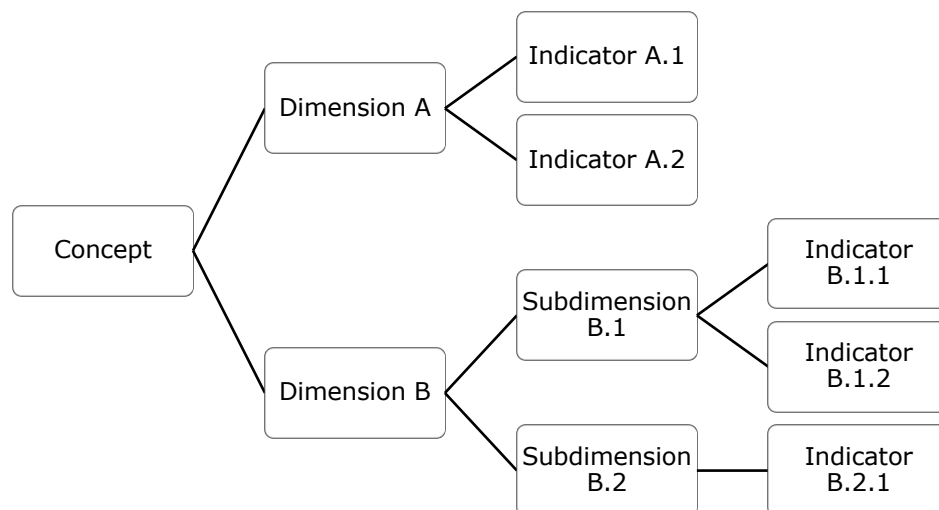 Indicator A.1
Dimension A
Indicator A.2
Concept
Indicator
B.1.1
Subdimension
B.1
Indicator
B.1.2
Dimension B
Subdimension
B.2
Indicator
B.2.1